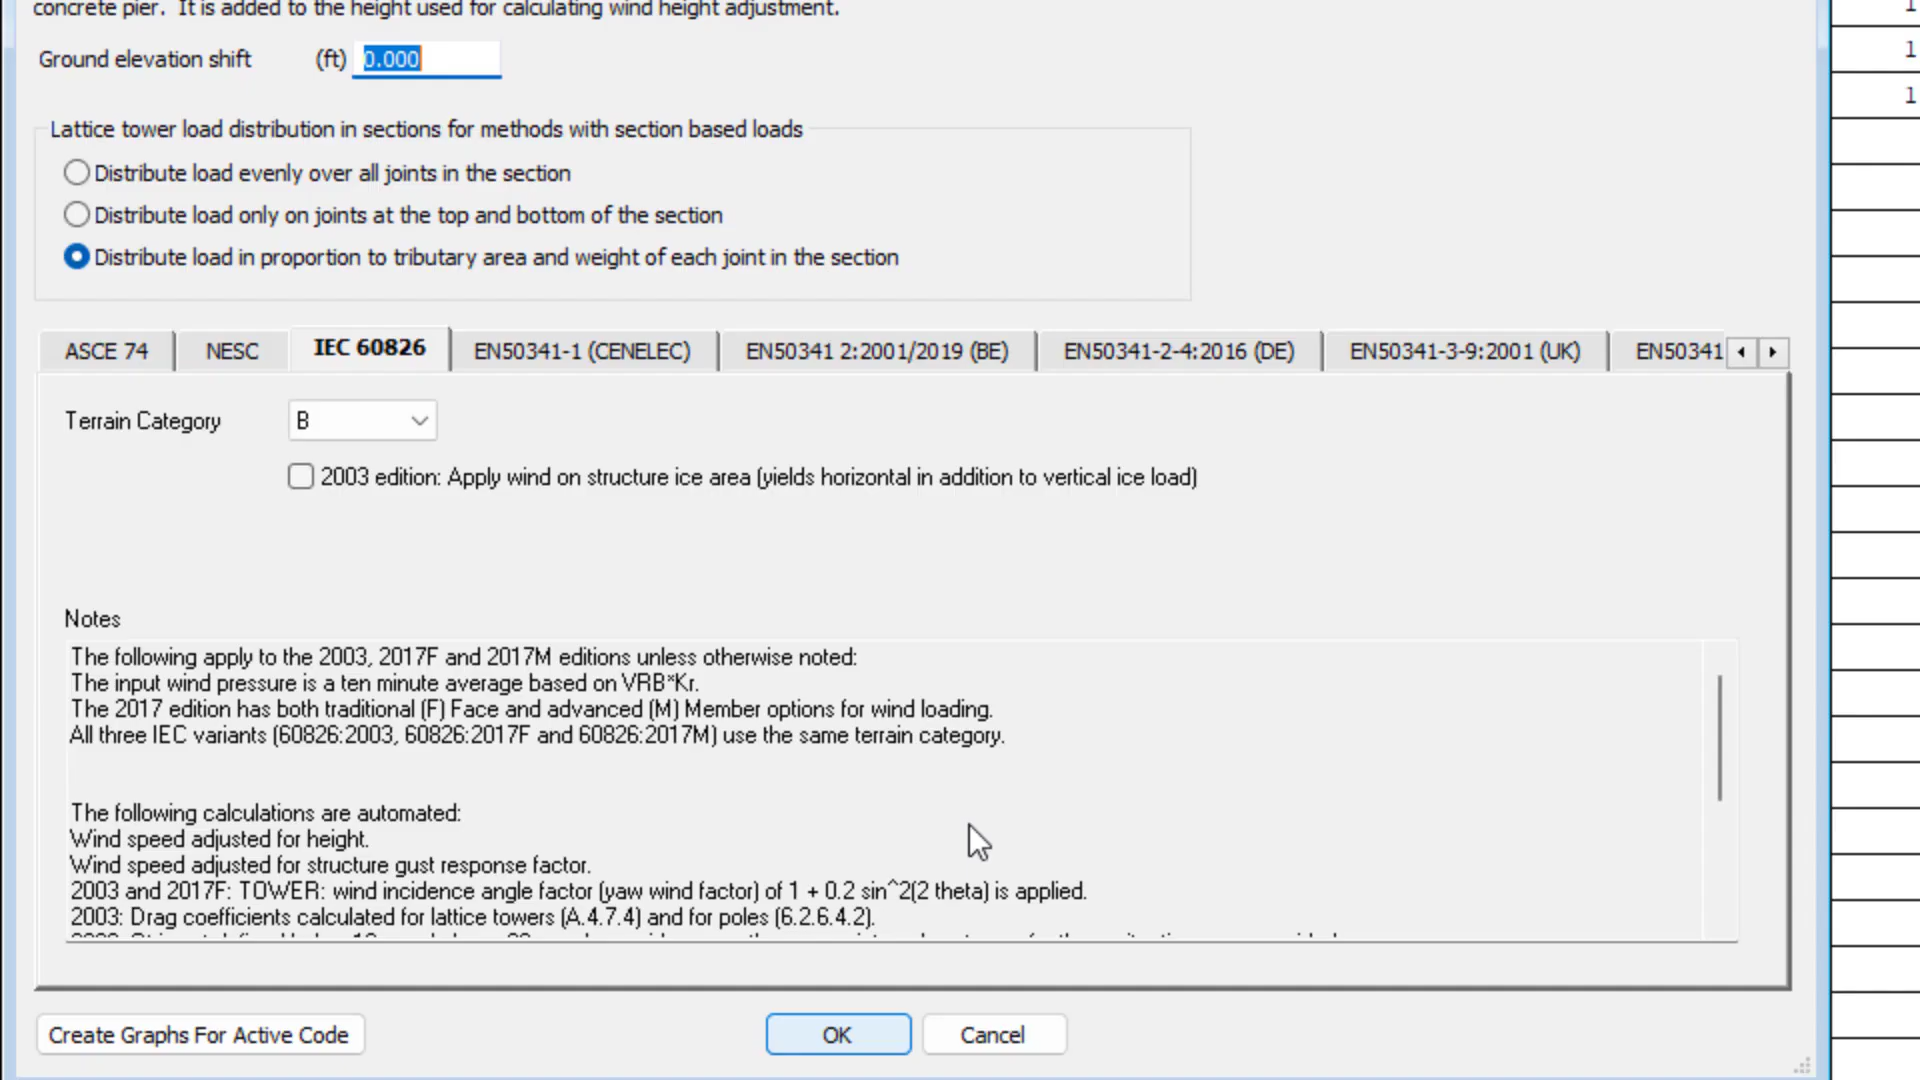 concrete pier. It is added to the height used for calculating wind height adjustment.
Ground elevation shift (ft) 0.000
Lattice tower load distribution in sections for methods with section based loads
Distribute load evenly over all joints in the section
Distribute load only on joints at the top and bottom of the section
Distribute load in proportion to tributary area and weight of each joint in the section
ASCE 74 NESC IEC 60826 EN50341-1 (CENELEC) EN50341 2:2001/2019 (BE) EN50341-2-4:2016 (DE) EN50341-3-9:2001 (UK) EN50341
Terrain Category B
2003 edition: Apply wind on structure ice area (yields horizontal in addition to vertical ice load)
Notes
The following apply to the 2003, 2017F and 2017M editions unless otherwise noted:
The input wind pressure is a ten minute average based on VRB*Kr.
The 2017 edition has both traditional (F) Face and advanced (M) Member options for wind loading.
All three IEC variants (60826:2003, 60826:2017F and 60826:2017M) use the same terrain category.
The following calculations are automated:
Wind speed adjusted for height.
Wind speed adjusted for structure gust response factor.
2003 and 2017F: TOWER: wind incidence angle factor (yaw wind factor) of 1 + 0.2 sin^2(2 theta) is applied.
2003: Drag coefficients calculated for lattice towers (A.4.7.4) and for poles (6.2.6.4.2).
Create Graphs For Active Code OK Cancel
1
1
1